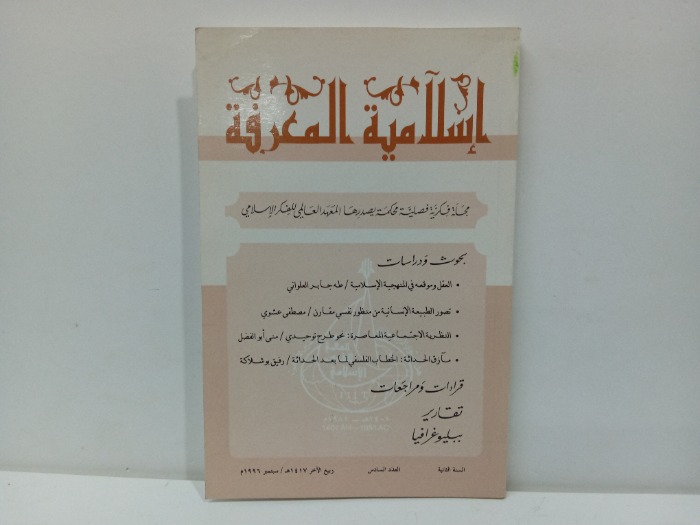 إسلامية المعرفة
مجلة فكرية فصلية محكمة يصدرها المعهد العالمي للفكر الإسلامي
بحوث ودراسات
• العقل وموقعه في المنهجية الإسلامية / طه جابر العلواني
• تصور الطبيعة الإنسانية من منظور نفسي مقارن / مصطفى عشوي
• النظرية الاجتماعية المعاصرة: نحو طرح توحيدي / منى أبو الفضل
• مأزق الحداثة: الخطاب الفلسفي لما بعد الحداثة / رفيق بوشلاكة
قراءات ومراجعات
تقارير
ببليوغرافيا
السنة الثانية العدد السادس ربيع الآخر ١٤١٧هـ / سبتمبر ١٩٩٦م